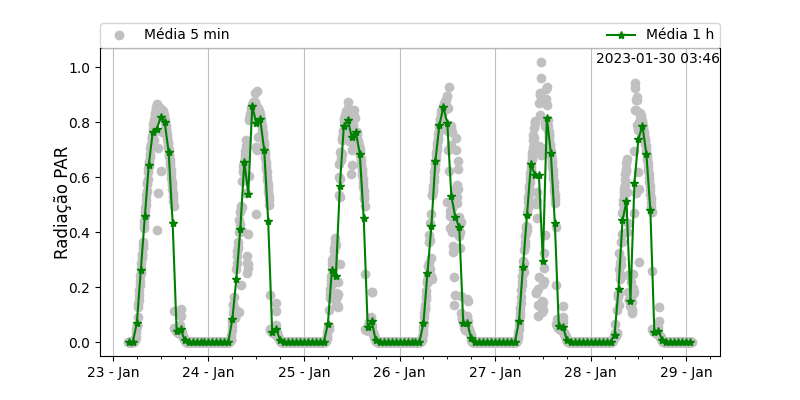 Média 5 min
Média 1 h
2023-01-30 03:46
Radiação PAR
1.0
0.8
0.6
0.4
0.2
0.0
23 - Jan
24 - Jan
25 - Jan
26 - Jan
27 - Jan
28 - Jan
29 - Jan